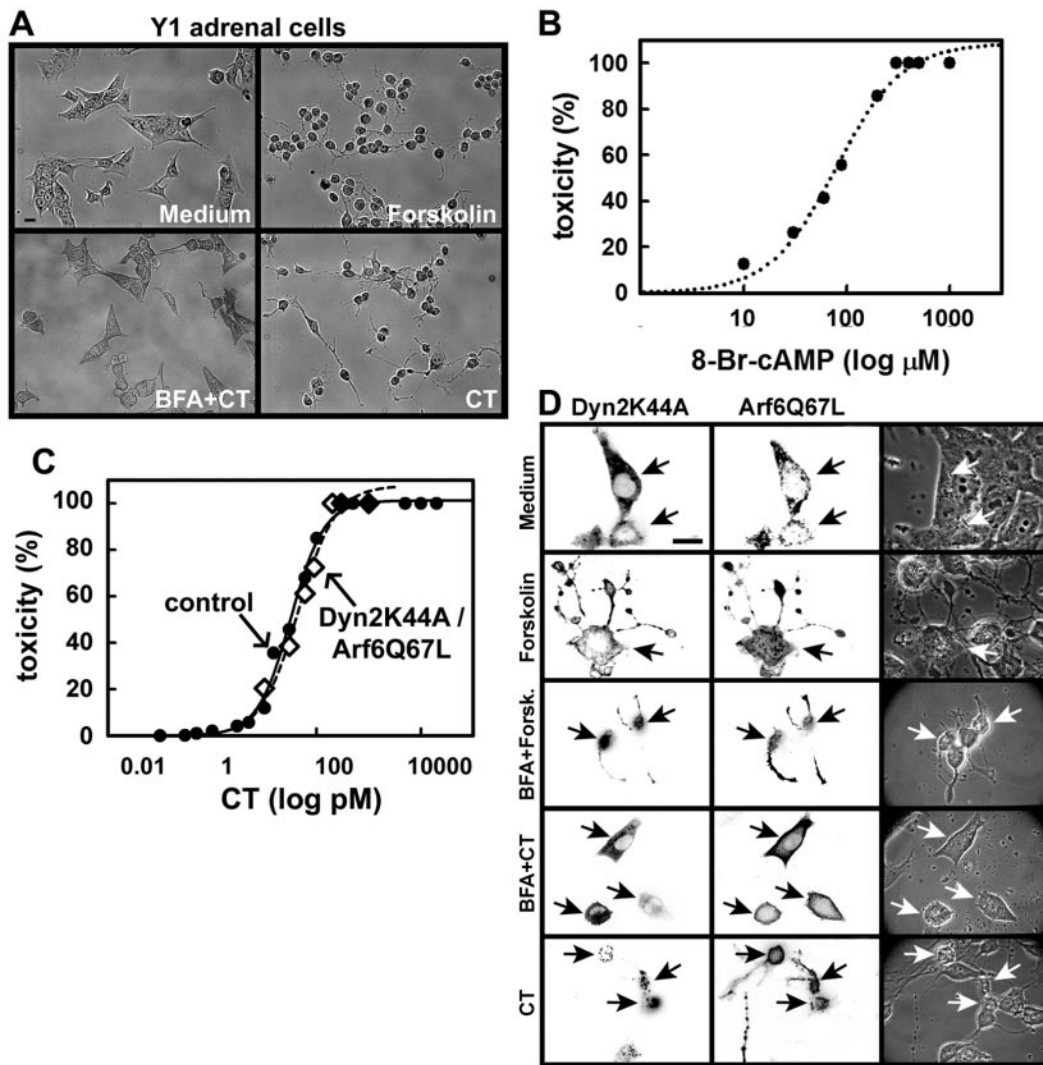 A
Y1 adrenal cells
Medium
Forskolin
BFA+CT
CT
B
toxicity (%)
100
80
60
40
20
0
10
100
1000
8-Br-cAMP (log μM)
C
toxicity (%)
100
80
60
40
20
0
control
Dyn2K44A /
Arf6Q67L
0.01
1
100
10000
CT (log pM)
D
Dyn2K44A
Arf6Q67L
Medium
Forskolin
BFA+Forsk.
BFA+CT
CT